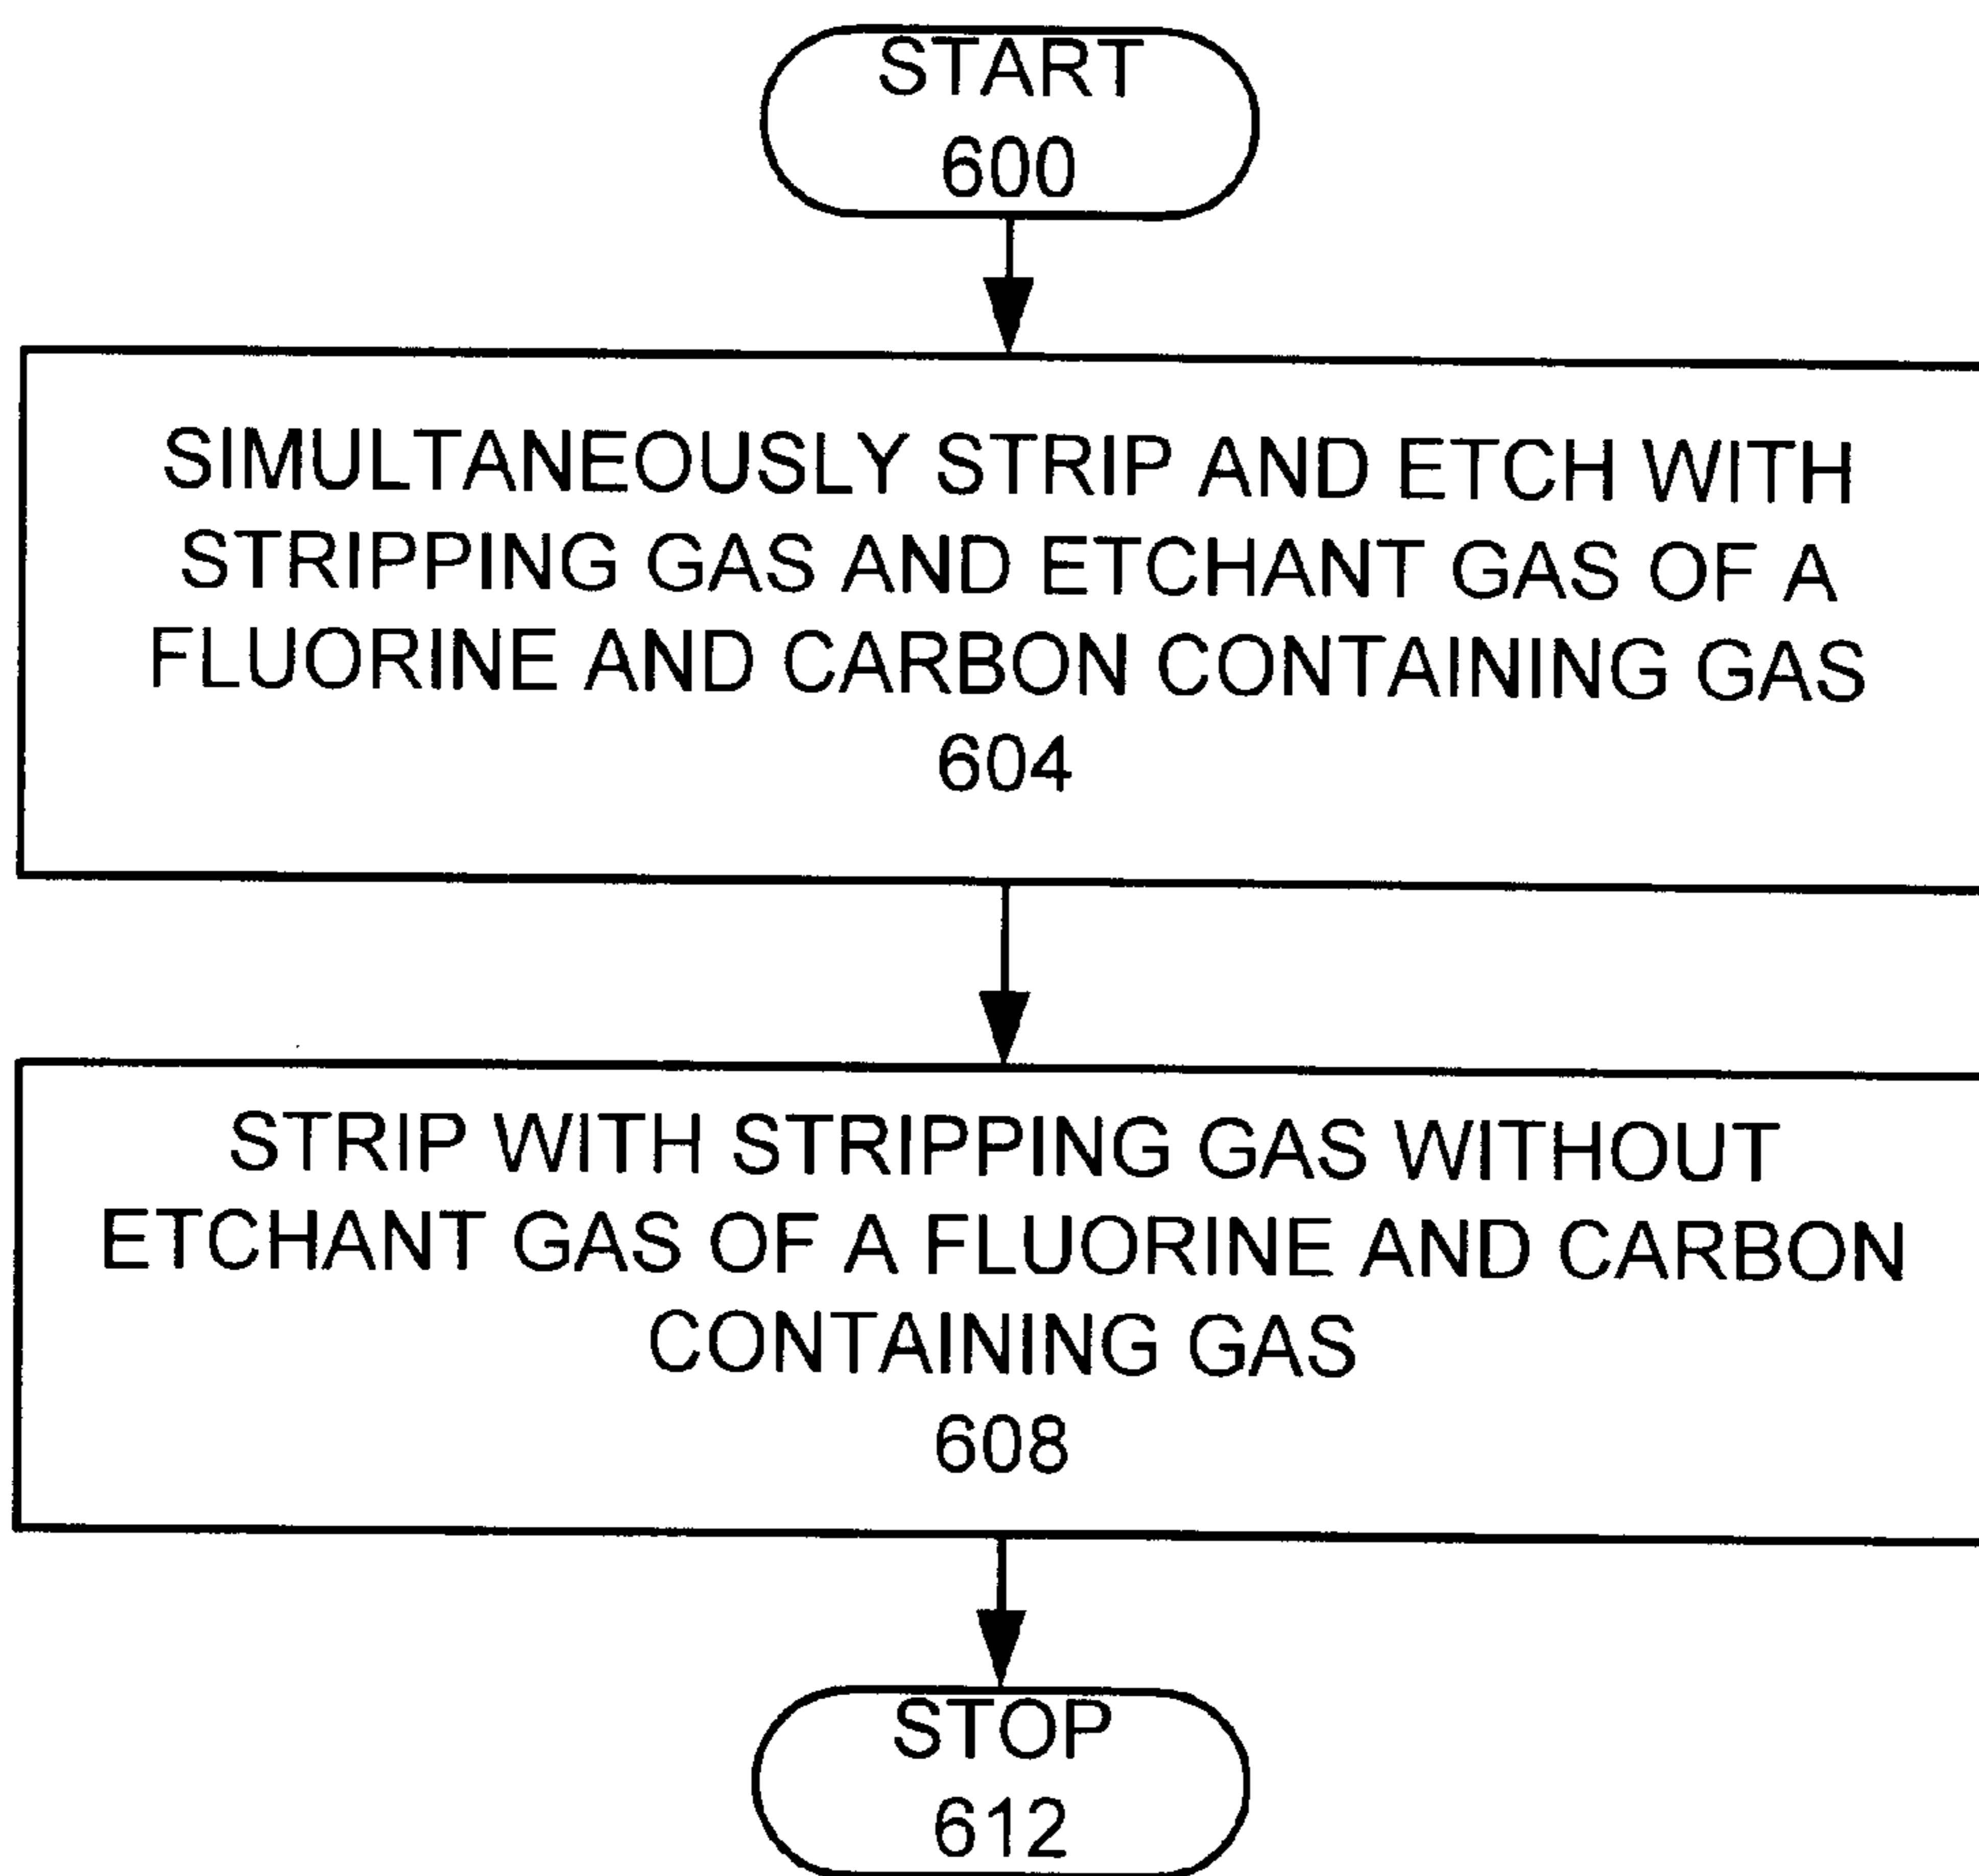 START
600
SIMULTANEOUSLY STRIP AND ETCH WITH
STRIPPING GAS AND ETCHANT GAS OF A
FLUORINE AND CARBON CONTAINING GAS
604
STRIP WITH STRIPPING GAS WITHOUT
ETCHANT GAS OF A FLUORINE AND CARBON
CONTAINING GAS
608
STOP
612